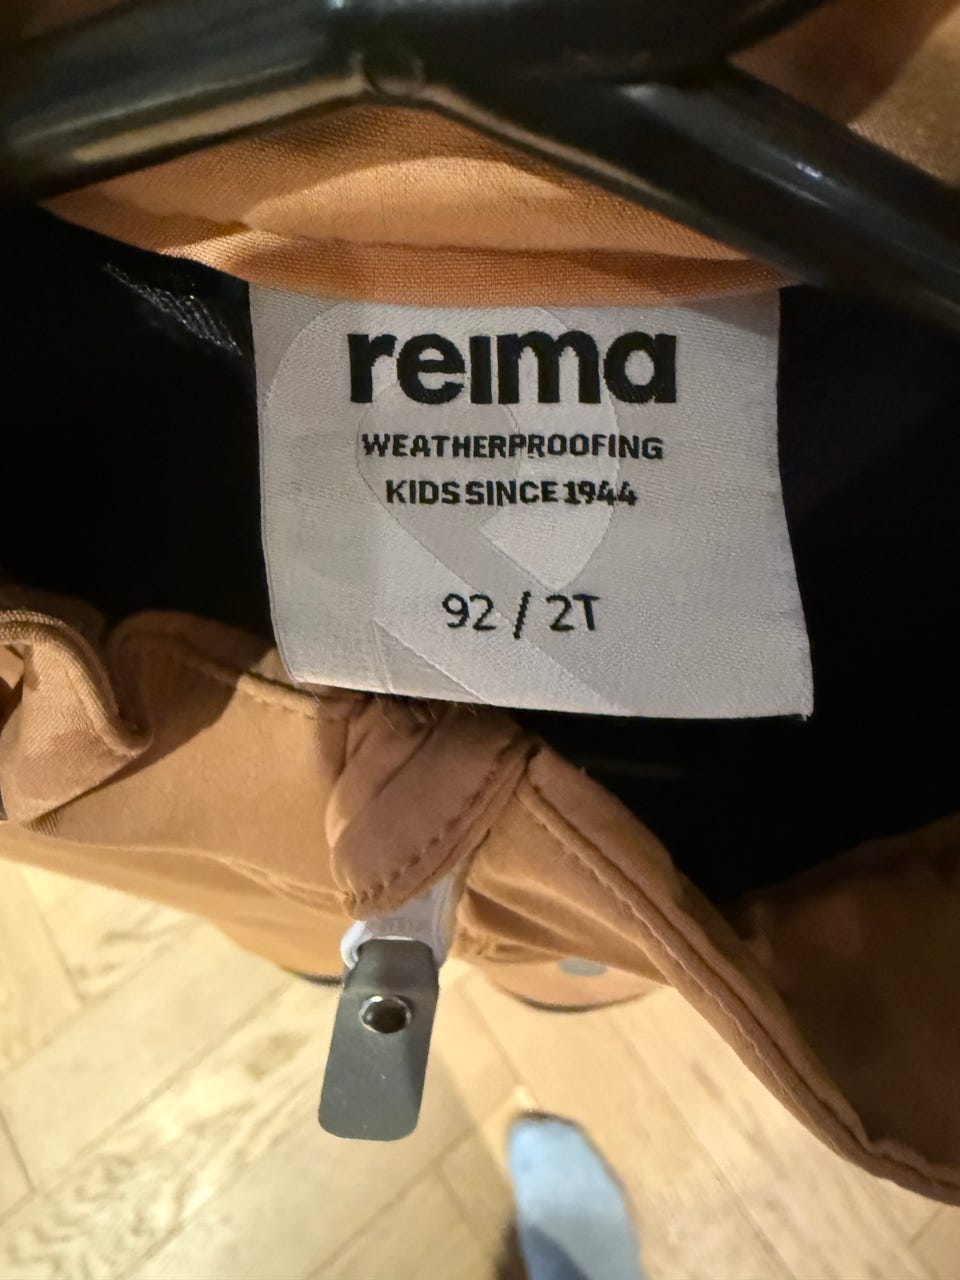 reima
WEATHERPROOFING
KIDS SINCE 1944
92 / 2T